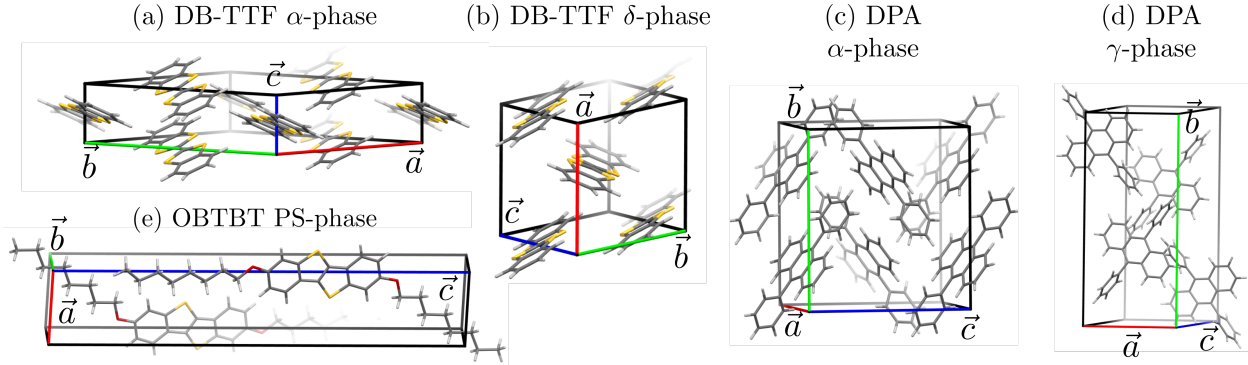 (a) DB-TTF α-phase
c⃗
b⃗
a⃗
(b) DB-TTF δ-phase
a⃗
c⃗
b⃗
(c) DPA
α-phase
b⃗
a⃗
c⃗
(d) DPA
γ-phase
b⃗
a⃗
c⃗
(e) OBTBT PS-phase
b⃗
a⃗
c⃗